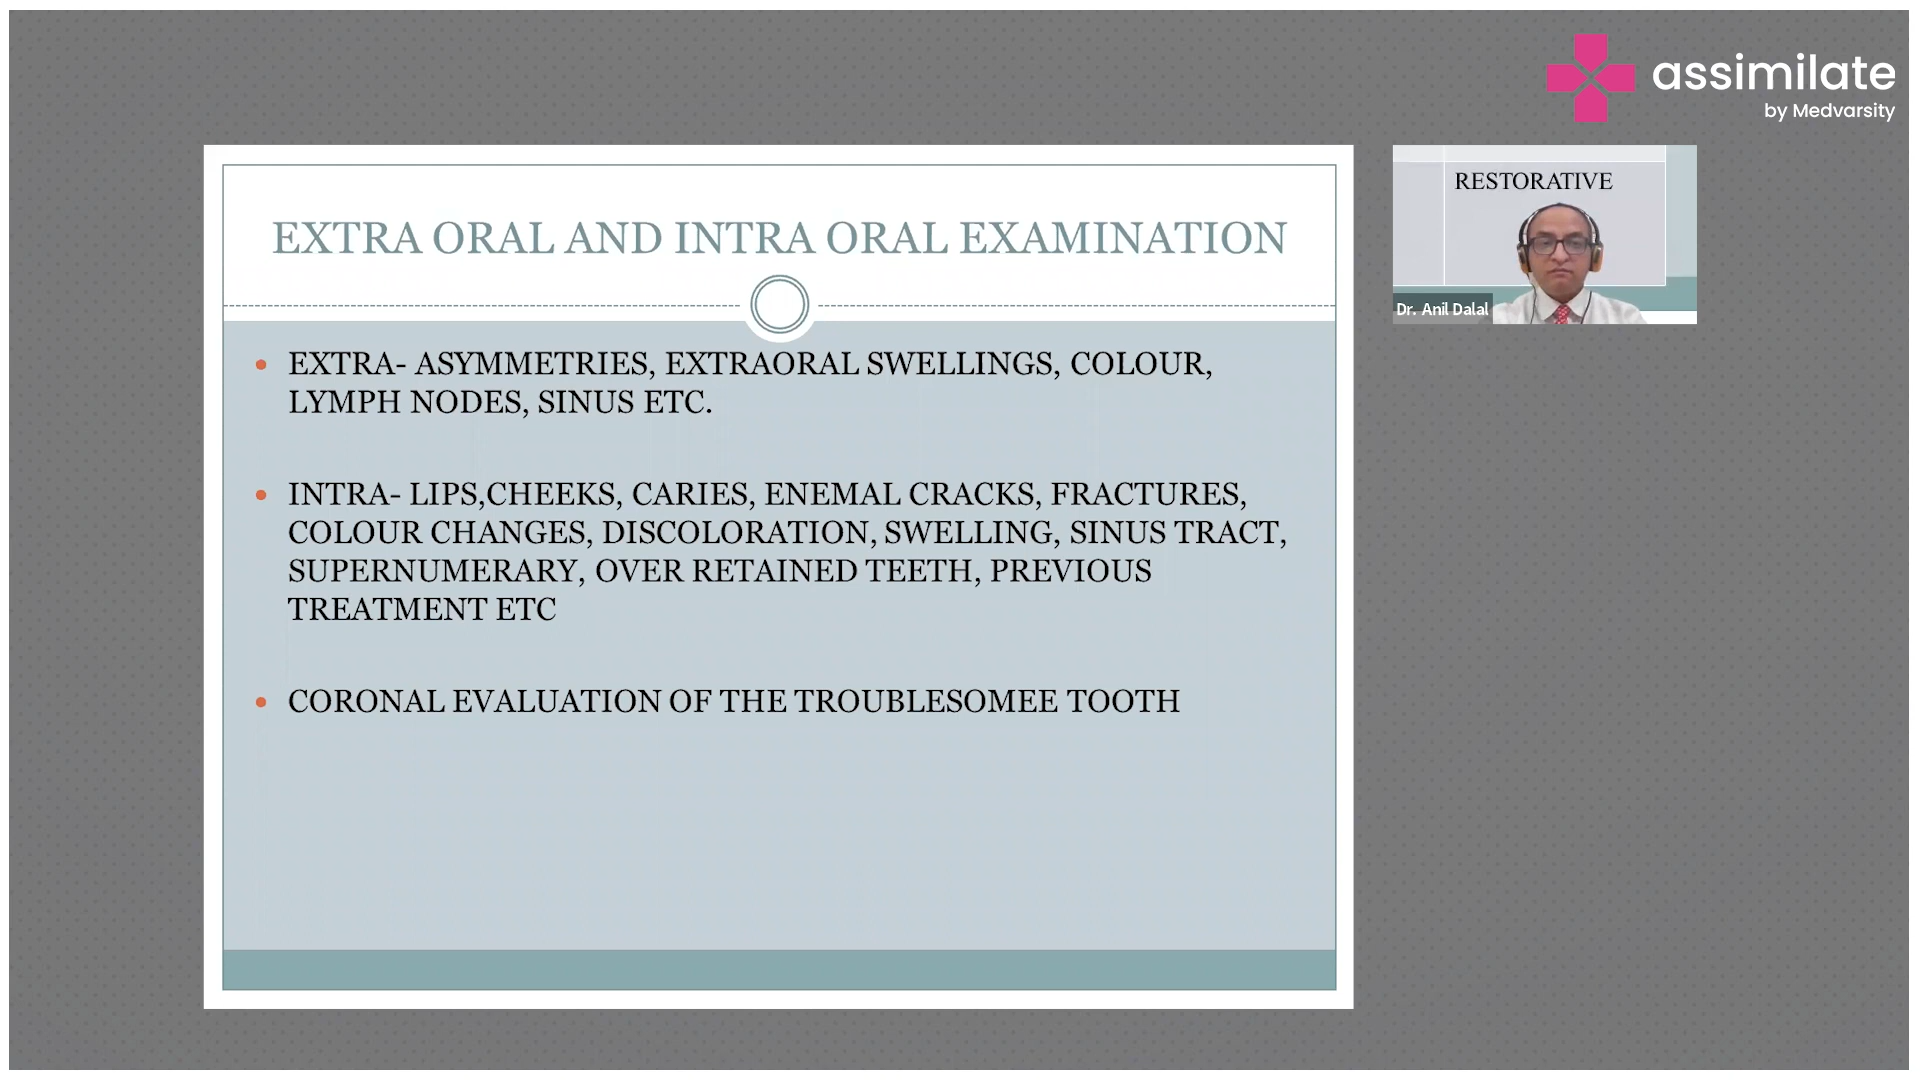 assimilate
by Medvarsity
RESTORATIVE
Dr. Anil Dalal
EXTRA ORAL AND INTRA ORAL EXAMINATION
• EXTRA- ASYMMETRIES, EXTRAORAL SWELLINGS, COLOUR,
LYMPH NODES, SINUS ETC.
• INTRA- LIPS,CHEEKS, CARIES, ENEMAL CRACKS, FRACTURES,
COLOUR CHANGES, DISCOLORATION, SWELLING, SINUS TRACT,
SUPERNUMERARY, OVER RETAINED TEETH, PREVIOUS
TREATMENT ETC
• CORONAL EVALUATION OF THE TROUBLESOMEE TOOTH